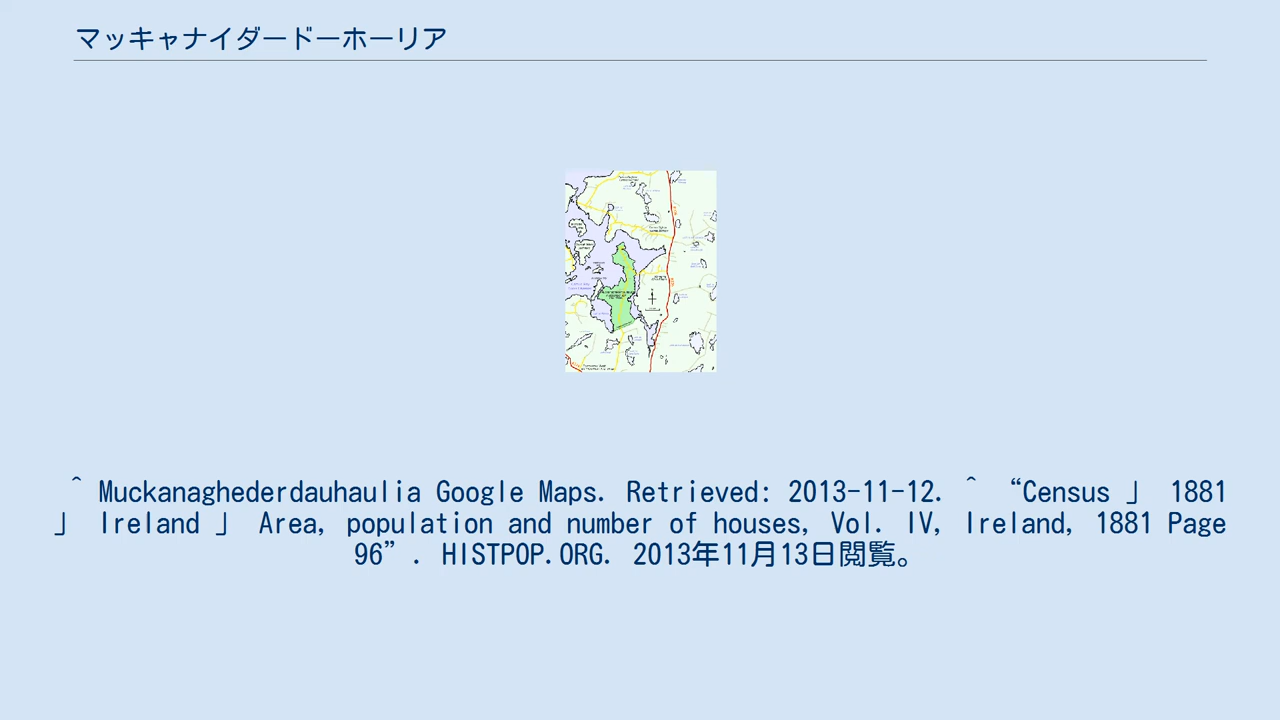 マッキャナイダードーホーリア
^ Muckanaghederdauhaulia Google Maps. Retrieved: 2013-11-12. ^ “Census 」 1881
」 Ireland 」 Area, population and number of houses, Vol. IV, Ireland, 1881 Page
96”. HISTPOP.ORG. 2013年11月13日閲覧。